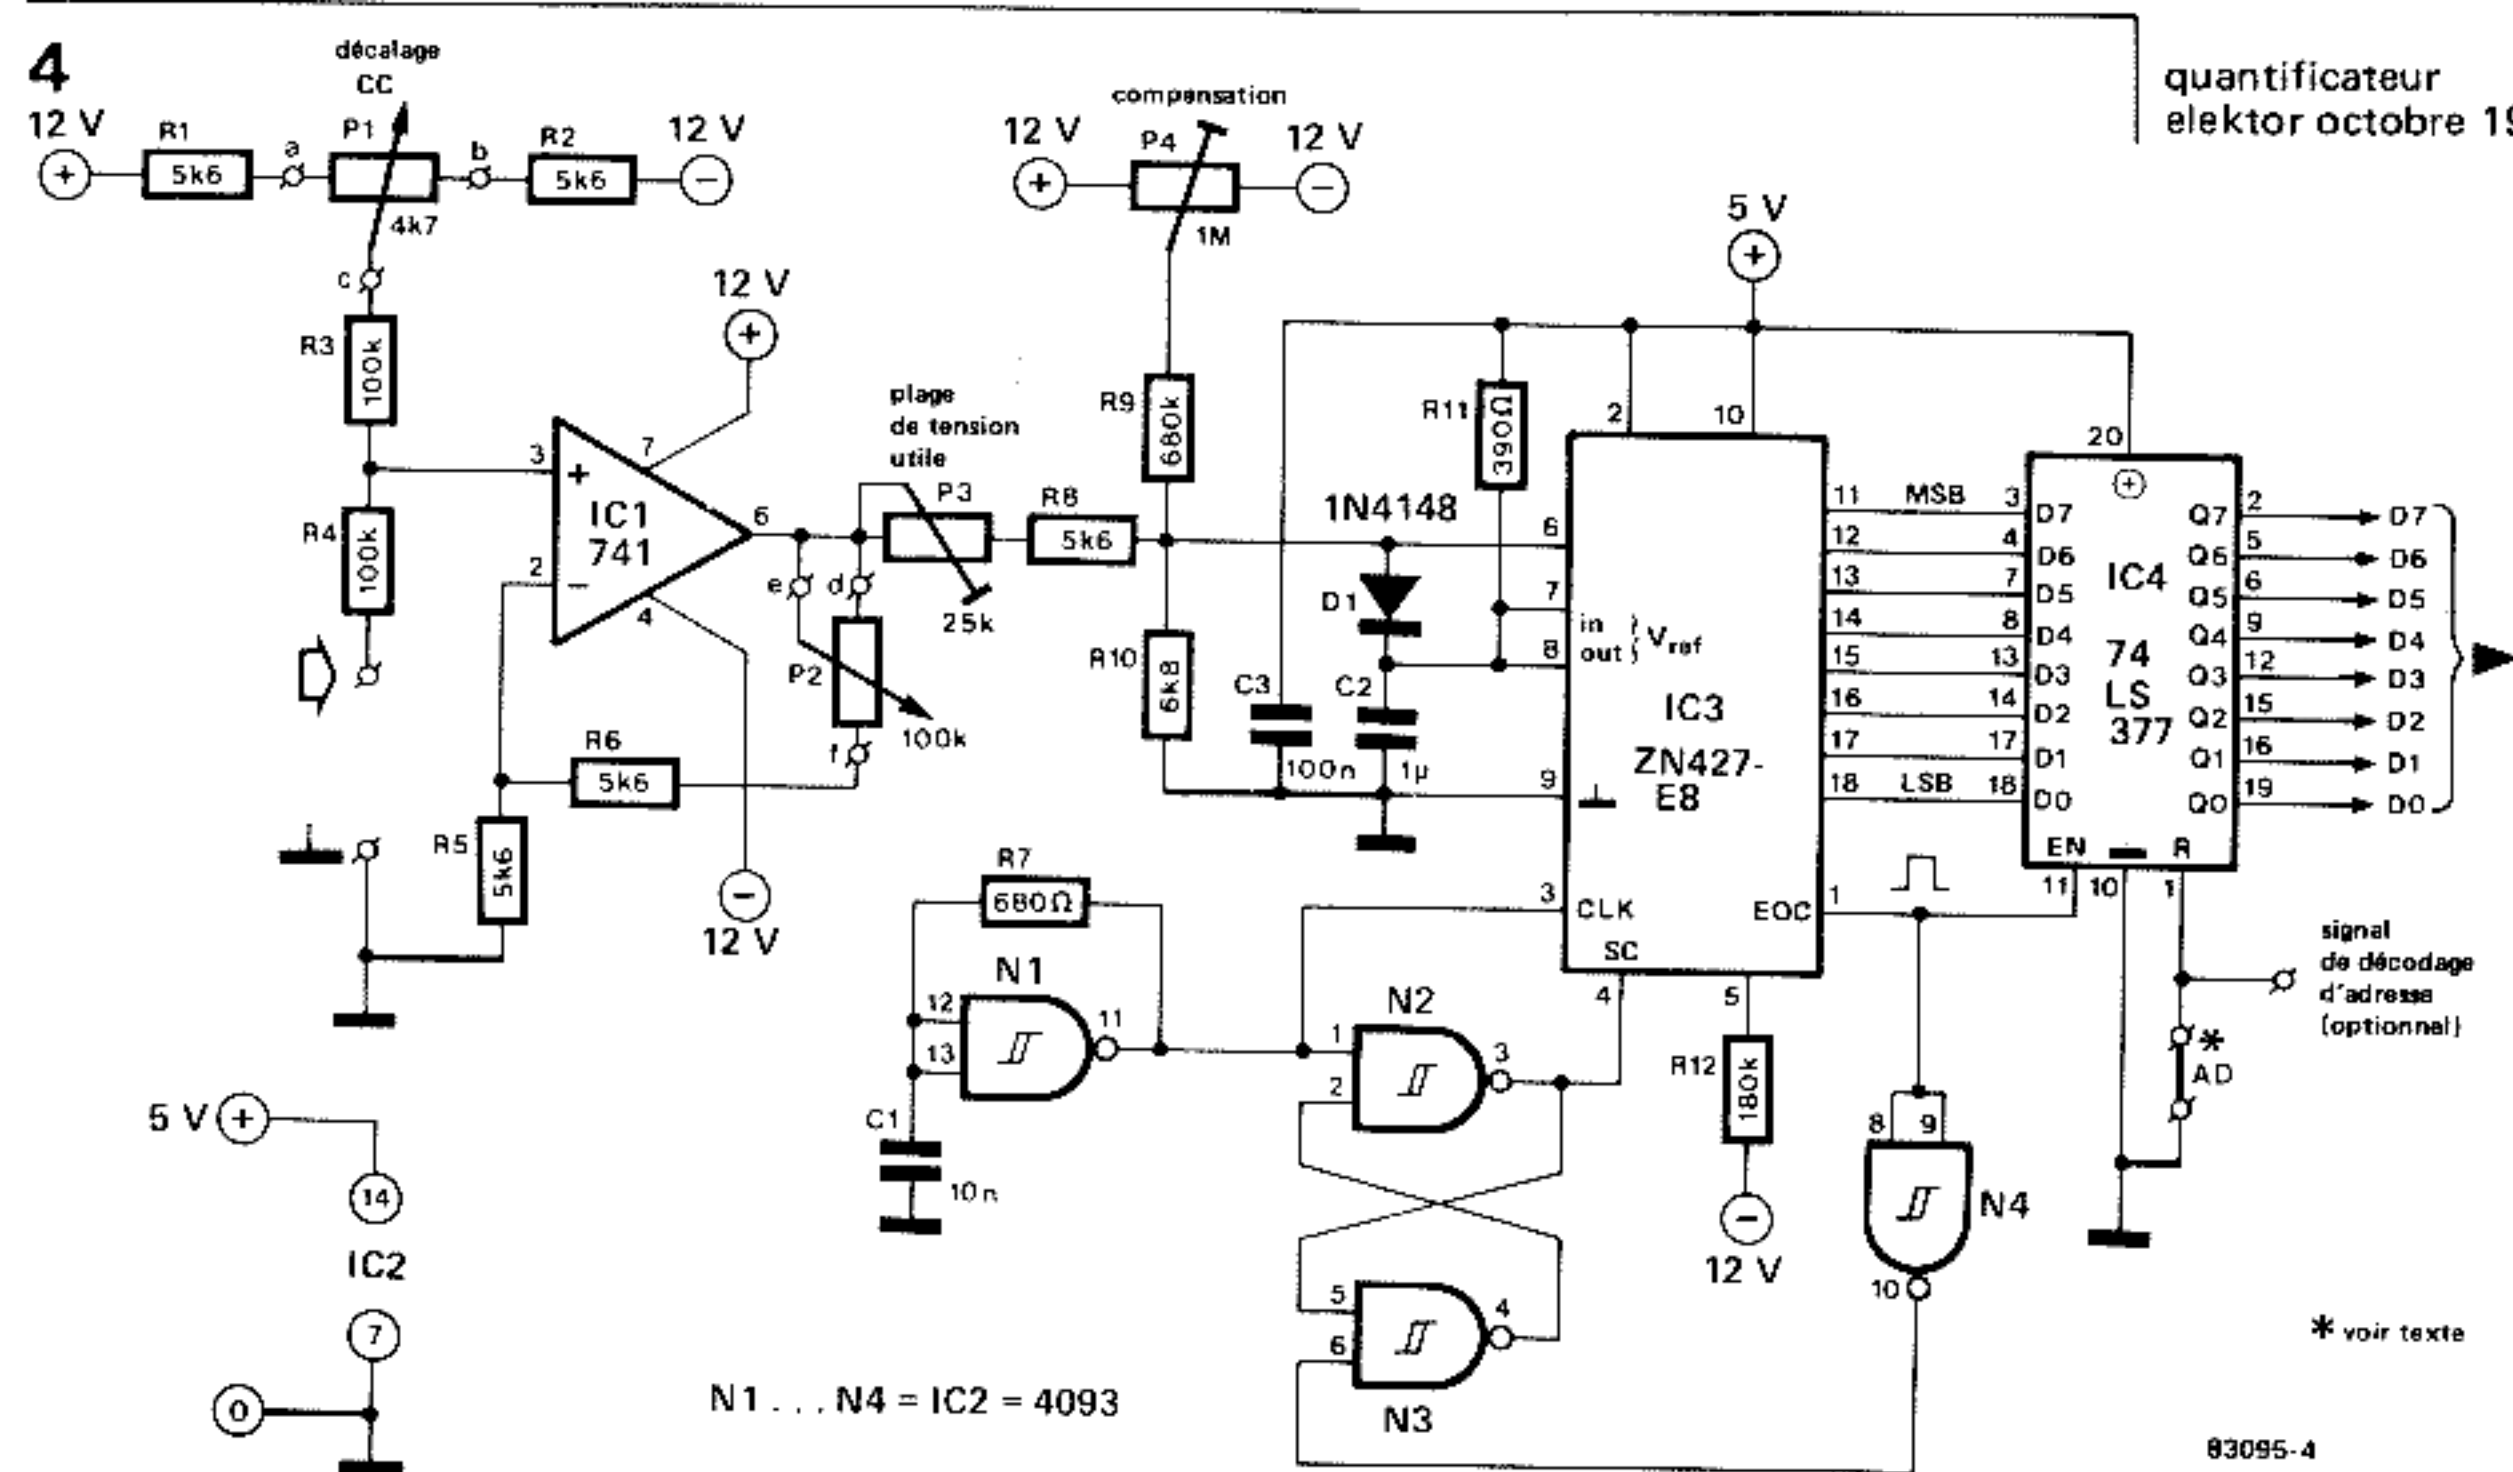 4
décalage
CC
12 V
R1
5k6
a
P1
4k7
b
R2
5k6
12 V
c
R3
100k
R4
100k
12 V
3
+
7
IC1
741
2
−
4
6
12 V
R5
5k6
R6
5k6
e
d
P2
100k
f
plage
de tension
utile
P3
25k
R8
5k6
compensation
12 V
P4
1M
12 V
R9
680k
R10
6k8
1N4148
D1
C3
100n
C2
1µ
R11
390Ω
5 V
quantificateur
elektor octobre 19
2
10
6
7
in
out
Vref
8
9
IC3
ZN427-
E8
3
CLK
SC
EOC
1
4
5
11
MSB
3
12
4
13
7
14
8
15
13
16
14
17
17
18
LSB
18
20
D7
D6
D5
D4
D3
D2
D1
D0
IC4
74
LS
377
Q7
Q6
Q5
Q4
Q3
Q2
Q1
Q0
2
5
6
9
12
15
16
19
D7
D6
D5
D4
D3
D2
D1
D0
EN
R
11
10
1
signal
de décodage
d'adresse
(optionnel)
* AD
R7
680Ω
N1
12
13
11
C1
10n
N2
1
2
3
N3
5
6
4
R12
180k
12 V
8
9
N4
10
5 V
14
IC2
7
0
N1 . . . N4 = IC2 = 4093
* voir texte
83095-4